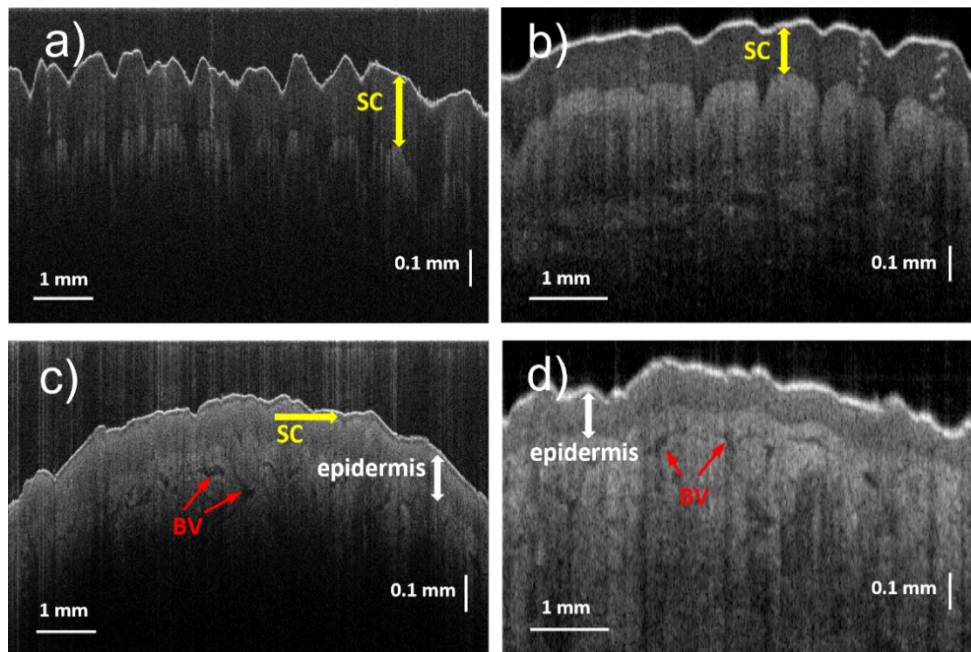 a)
SC
0.1 mm
1 mm
b)
SC
0.1 mm
1 mm
c)
SC
epidermis
BV
0.1 mm
1 mm
d)
epidermis
BV
0.1 mm
1 mm